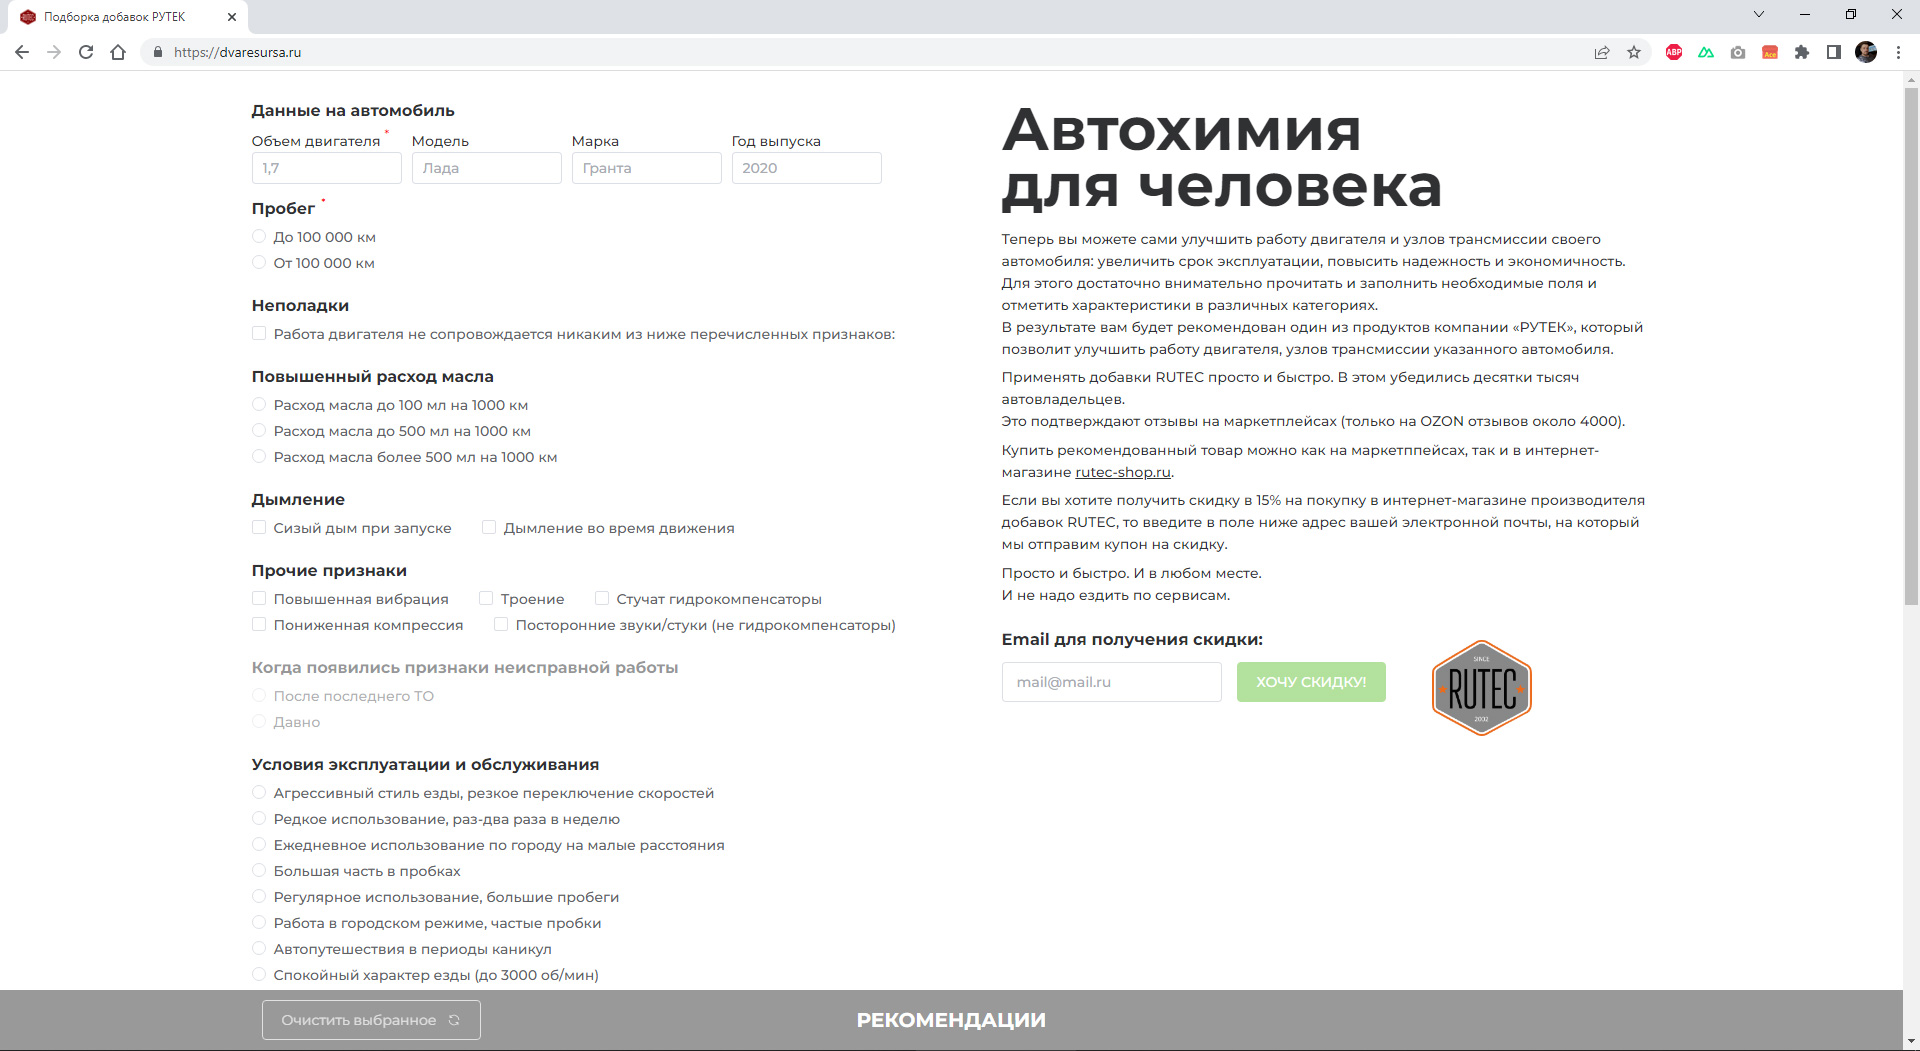 Подборка добавок РУТЕК
https://dvaresursa.ru
ABP
Ace
Данные на автомобиль
Объем двигателя * Модель Марка Год выпуска
1,7 Лада Гранта 2020
Пробег *
До 100 000 км
От 100 000 км
Неполадки
Работа двигателя не сопровождается никаким из ниже перечисленных признаков:
Повышенный расход масла
Расход масла до 100 мл на 1000 км
Расход масла до 500 мл на 1000 км
Расход масла более 500 мл на 1000 км
Дымление
Сизый дым при запуске Дымление во время движения
Прочие признаки
Повышенная вибрация Троение Стучат гидрокомпенсаторы
Пониженная компрессия Посторонние звуки/стуки (не гидрокомпенсаторы)
Когда появились признаки неисправной работы
После последнего ТО
Давно
Условия эксплуатации и обслуживания
Агрессивный стиль езды, резкое переключение скоростей
Редкое использование, раз-два раза в неделю
Ежедневное использование по городу на малые расстояния
Большая часть в пробках
Регулярное использование, большие пробеги
Работа в городском режиме, частые пробки
Автопутешествия в периоды каникул
Спокойный характер езды (до 3000 об/мин)
Автохимия
для человека
Теперь вы можете сами улучшить работу двигателя и узлов трансмиссии своего
автомобиля: увеличить срок эксплуатации, повысить надежность и экономичность.
Для этого достаточно внимательно прочитать и заполнить необходимые поля и
отметить характеристики в различных категориях.
В результате вам будет рекомендован один из продуктов компании «РУТЕК», который
позволит улучшить работу двигателя, узлов трансмиссии указанного автомобиля.
Применять добавки RUTEC просто и быстро. В этом убедились десятки тысяч
автовладельцев.
Это подтверждают отзывы на маркетплейсах (только на OZON отзывов около 4000).
Купить рекомендованный товар можно как на маркетппейсах, так и в интернет-
магазине rutec-shop.ru.
Если вы хотите получить скидку в 15% на покупку в интернет-магазине производителя
добавок RUTEC, то введите в поле ниже адрес вашей электронной почты, на который
мы отправим купон на скидку.
Просто и быстро. И в любом месте.
И не надо ездить по сервисам.
Email для получения скидки:
mail@mail.ru ХОЧУ СКИДКУ!
SINCE
RUTEC
2002
Очистить выбранное РЕКОМЕНДАЦИИ